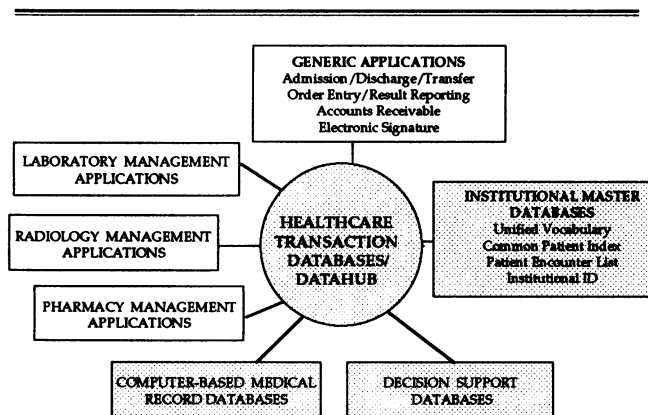 GENERIC APPLICATIONS
Admission/Discharge/Transfer
Order Entry/Result Reporting
Accounts Receivable
Electronic Signature
LABORATORY MANAGEMENT
APPLICATIONS
RADIOLOGY MANAGEMENT
APPLICATIONS
PHARMACY MANAGEMENT
APPLICATIONS
HEALTHCARE
TRANSACTION
DATABASES/
DATAHUB
INSTITUTIONAL MASTER
DATABASES
Unified Vocabulary
Common Patient Index
Patient Encounter List
Institutional ID
COMPUTER-BASED MEDICAL
RECORD DATABASES
DECISION SUPPORT
DATABASES